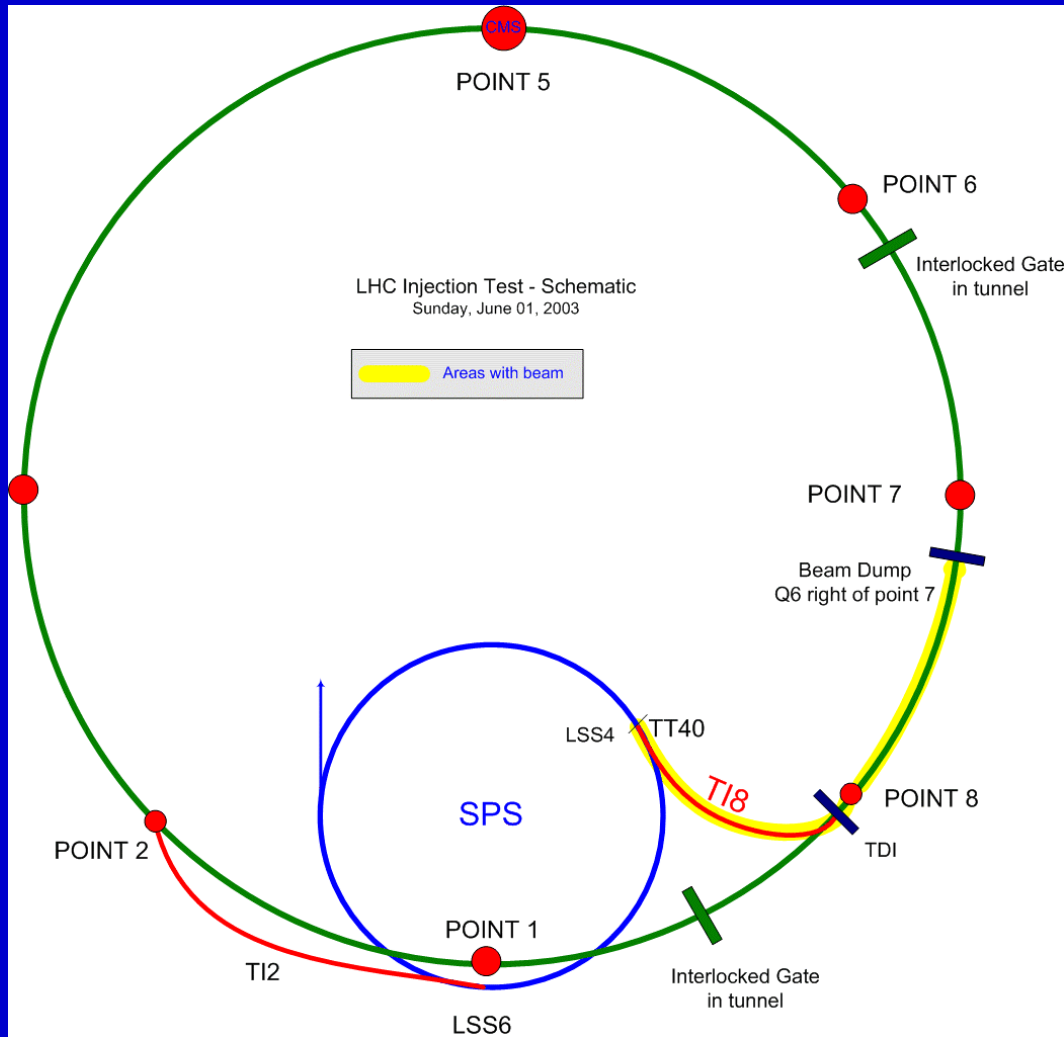 CMS
POINT 5
POINT 6
Interlocked Gate
in tunnel
LHC Injection Test - Schematic
Sunday, June 01, 2003
Areas with beam
POINT 7
Beam Dump
Q6 right of point 7
LSS4
TT40
TI8
SPS
POINT 8
TDI
POINT 2
POINT 1
TI2
Interlocked Gate
in tunnel
LSS6